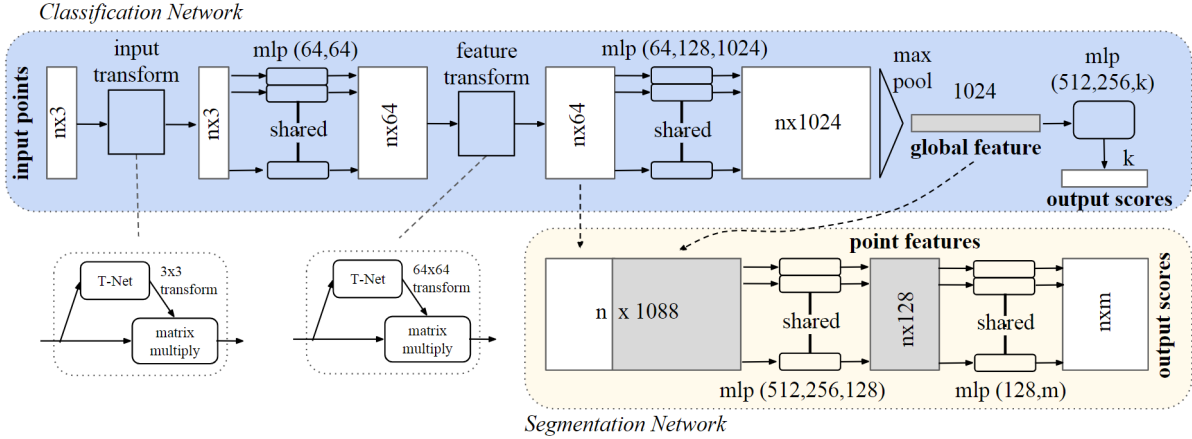 Classification Network
input points
nx3
input
transform
nx3
mlp (64,64)
shared
nx64
feature
transform
nx64
mlp (64,128,1024)
shared
nx1024
max
pool
1024
global feature
mlp
(512,256,k)
k
output scores
T-Net
3x3
transform
matrix
multiply
T-Net
64x64
transform
matrix
multiply
point features
n x 1088
shared
mlp (512,256,128)
nx128
shared
mlp (128,m)
nxm
output scores
Segmentation Network